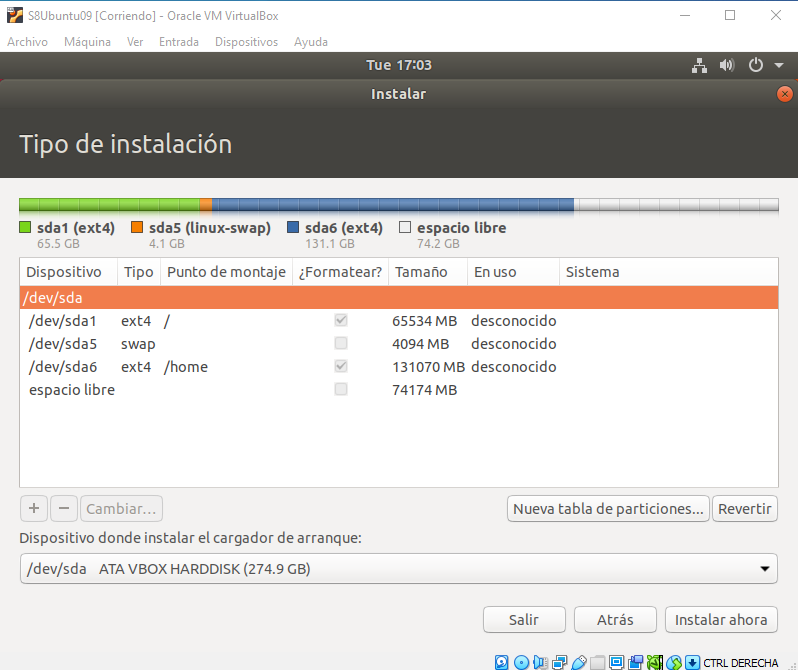 S8Ubuntu09 [Corriendo] - Oracle VM VirtualBox
Archivo Máquina Ver Entrada Dispositivos Ayuda
Tue 17:03
Instalar
Tipo de instalación
sda1 (ext4) sda5 (linux-swap) sda6 (ext4) espacio libre
65.5 GB 4.1 GB 131.1 GB 74.2 GB
Dispositivo Tipo Punto de montaje ¿Formatear? Tamaño En uso Sistema
/dev/sda
/dev/sda1 ext4 / 65534 MB desconocido
/dev/sda5 swap 4094 MB desconocido
/dev/sda6 ext4 /home 131070 MB desconocido
espacio libre 74174 MB
+ − Cambiar... Nueva tabla de particiones... Revertir
Dispositivo donde instalar el cargador de arranque:
/dev/sda ATA VBOX HARDDISK (274.9 GB)
Salir Atrás Instalar ahora
CTRL DERECHA